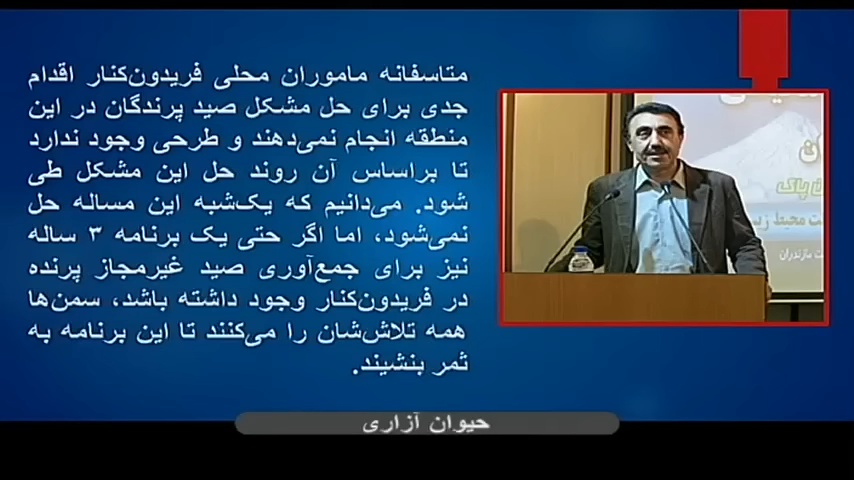 متاسفانه ماموران محلی فریدون‌کنار اقدام
جدی برای حل مشکل صید پرندگان در این
منطقه انجام نمی‌دهند و طرحی وجود ندارد
تا براساس آن روند حل این مشکل طی
شود. می‌دانیم که یک‌شبه این مساله حل
نمی‌شود، اما اگر حتی یک برنامه ۳ ساله
نیز برای جمع‌آوری صید غیرمجاز پرنده
در فریدون‌کنار وجود داشته باشد، سمن‌ها
همه تلاش‌شان را می‌کنند تا این برنامه به
ثمر بنشیند.
پاک
محیط
مازندران
حیوان آزاری